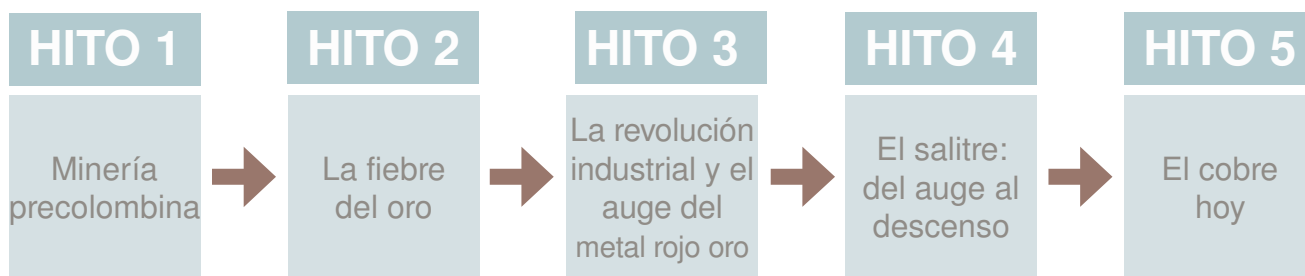 HITO 1
Minería
precolombina
HITO 2
La fiebre
del oro
HITO 3
La revolución
industrial y el
auge del
metal rojo oro
HITO 4
El salitre:
del auge al
descenso
HITO 5
El cobre
hoy